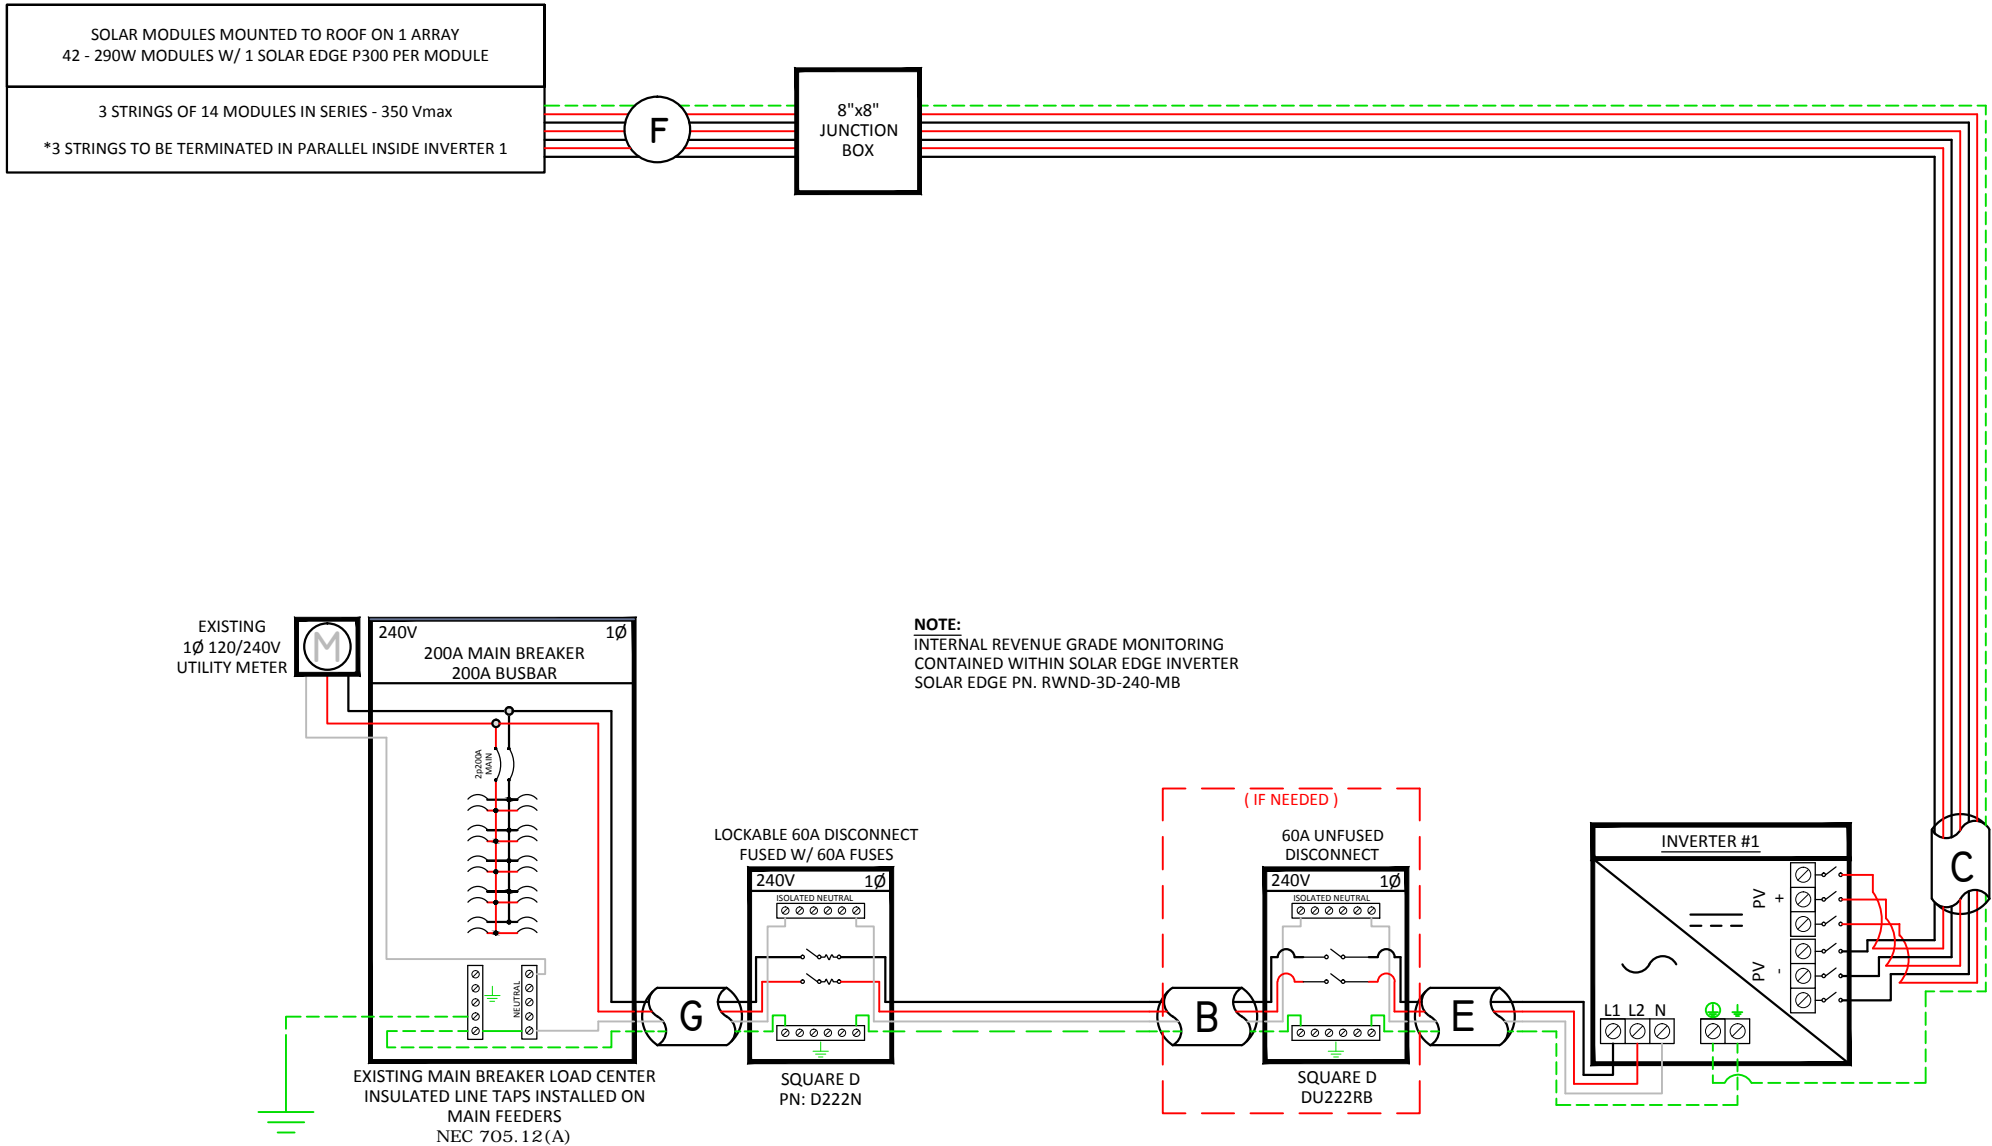 SOLAR MODULES MOUNTED TO ROOF ON 1 ARRAY
42 - 290W MODULES W/ 1 SOLAR EDGE P300 PER MODULE
3 STRINGS OF 14 MODULES IN SERIES - 350 Vmax
*3 STRINGS TO BE TERMINATED IN PARALLEL INSIDE INVERTER 1
F
8"x8"
JUNCTION
BOX
EXISTING
1Ø 120/240V
UTILITY METER
M
240V 1Ø
200A MAIN BREAKER
200A BUSBAR
2p200A
MAIN
NEUTRAL
EXISTING MAIN BREAKER LOAD CENTER
INSULATED LINE TAPS INSTALLED ON
MAIN FEEDERS
NEC 705.12(A)
G
LOCKABLE 60A DISCONNECT
FUSED W/ 60A FUSES
240V 1Ø
ISOLATED NEUTRAL
SQUARE D
PN: D222N
NOTE:
INTERNAL REVENUE GRADE MONITORING
CONTAINED WITHIN SOLAR EDGE INVERTER
SOLAR EDGE PN. RWND-3D-240-MB
B
( IF NEEDED )
60A UNFUSED
DISCONNECT
240V 1Ø
ISOLATED NEUTRAL
SQUARE D
DU222RB
E
INVERTER #1
PV +
PV -
L1 L2 N
C